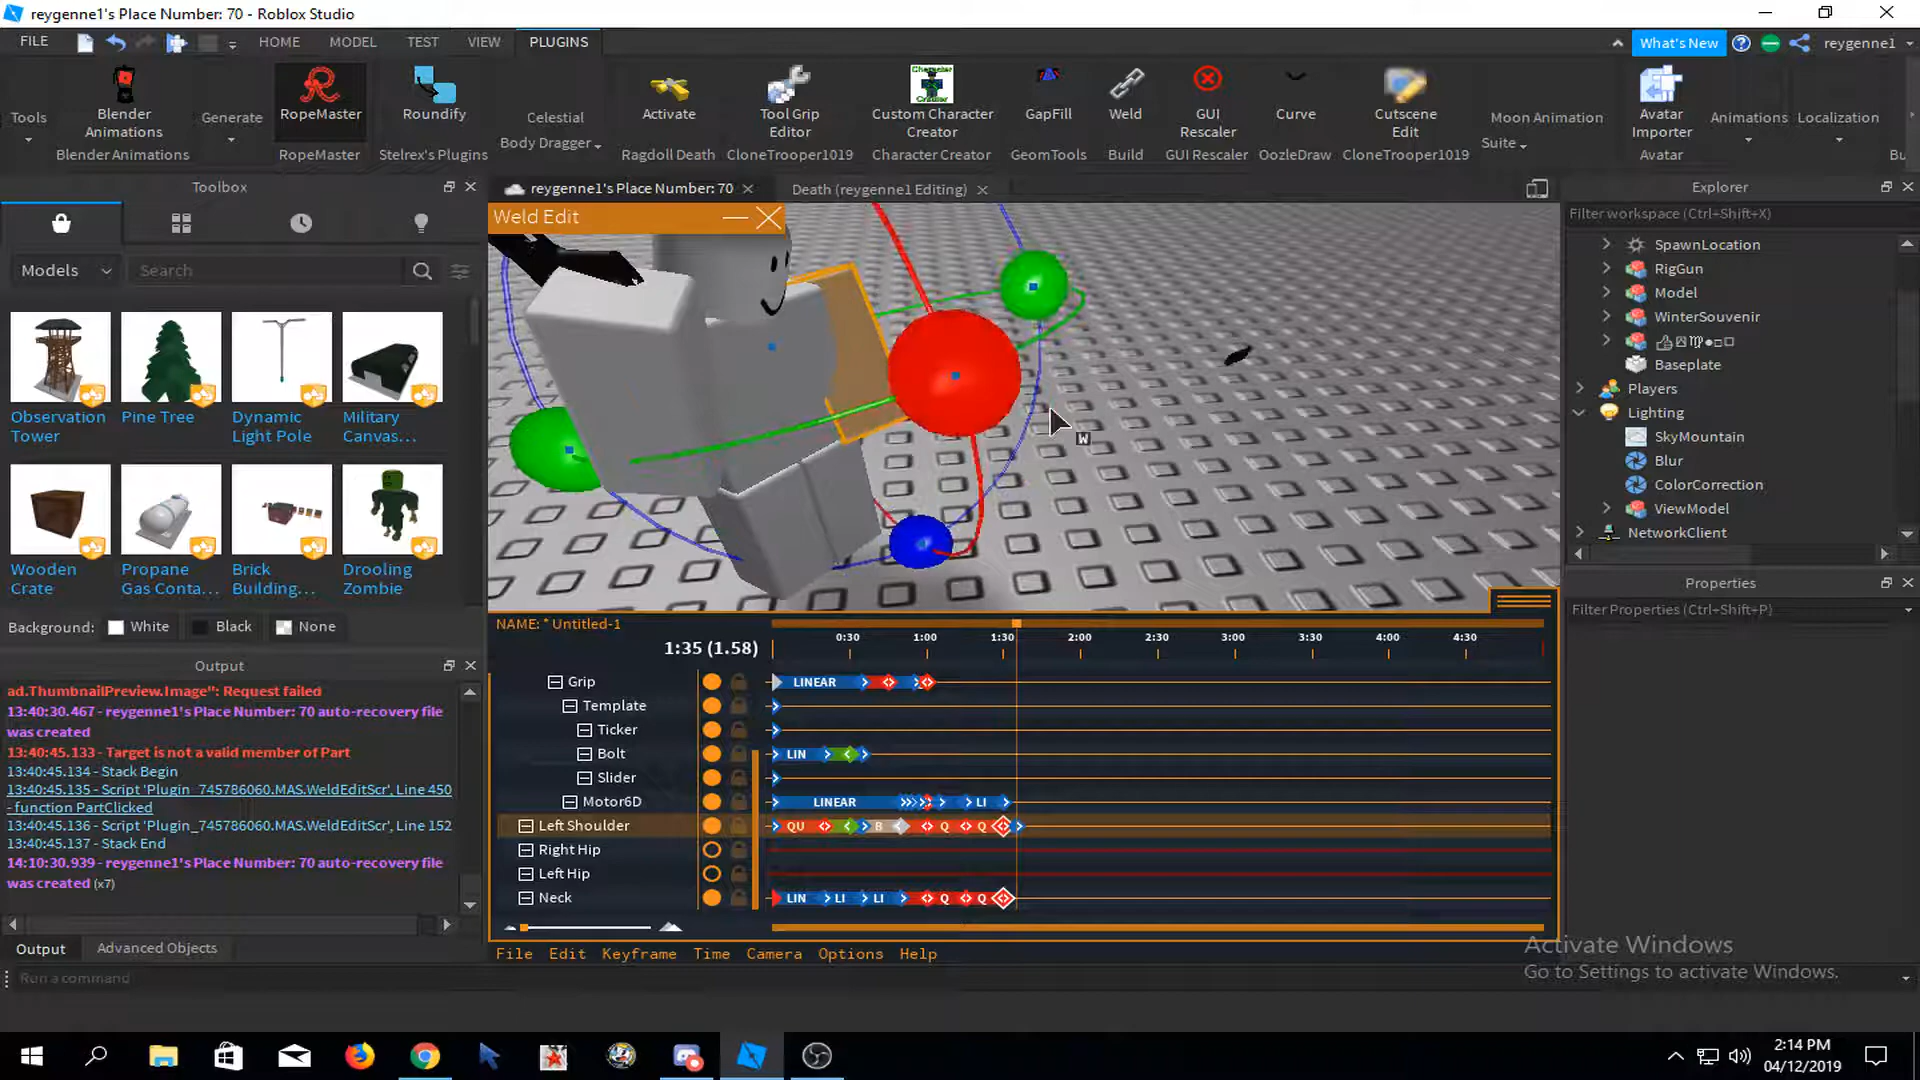 reygenne1's Place Number: 70 - Roblox Studio
FILE HOME MODEL TEST VIEW PLUGINS What's New reygenne1
Tools
Blender Animations
Blender Animations
Generate
RopeMaster
RopeMaster
Roundify
Stelrex's Plugins
Celestial
Body Dragger
Activate
Ragdoll Death
Tool Grip Editor
CloneTrooper1019
Custom Character Creator
Character Creator
GapFill
GeomTools
Weld
Build
GUI Rescaler
GUI Rescaler
Curve
OozleDraw
Cutscene Edit
CloneTrooper1019
Moon Animation
Suite
Avatar Importer
Avatar
Animations
Localization
Toolbox
reygenne1's Place Number: 70
Death (reygenne1 Editing)
Models
Search
Observation Tower
Pine Tree
Dynamic Light Pole
Military Canvas...
Wooden Crate
Propane Gas Conta...
Brick Building...
Drooling Zombie
Background: White Black None
Output
ad.ThumbnailPreview.Image": Request failed
13:40:30.467 - reygenne1's Place Number: 70 auto-recovery file
was created
13:40:45.133 - Target is not a valid member of Part
13:40:45.134 - Stack Begin
13:40:45.135 - Script 'Plugin_745786060.MAS.WeldEditScr', Line 450
- function PartClicked
13:40:45.136 - Script 'Plugin_745786060.MAS.WeldEditScr', Line 152
13:40:45.137 - Stack End
14:10:30.939 - reygenne1's Place Number: 70 auto-recovery file
was created (x7)
Output Advanced Objects
Run a command
Weld Edit
W
NAME: * Untitled-1
1:35 (1.58)
0:30 1:00 1:30 2:00 2:30 3:00 3:30 4:00 4:30
Grip LINEAR
Template
Ticker
Bolt LIN
Slider
Motor6D LINEAR LI
Left Shoulder QU B Q Q
Right Hip
Left Hip
Neck LIN LI LI Q Q
File Edit Keyframe Time Camera Options Help
Explorer
Filter workspace (Ctrl+Shift+X)
SpawnLocation
RigGun
Model
WinterSouvenir
Baseplate
Players
Lighting
SkyMountain
Blur
ColorCorrection
ViewModel
NetworkClient
Properties
Filter Properties (Ctrl+Shift+P)
Activate Windows
Go to Settings to activate Windows.
2:14 PM
04/12/2019